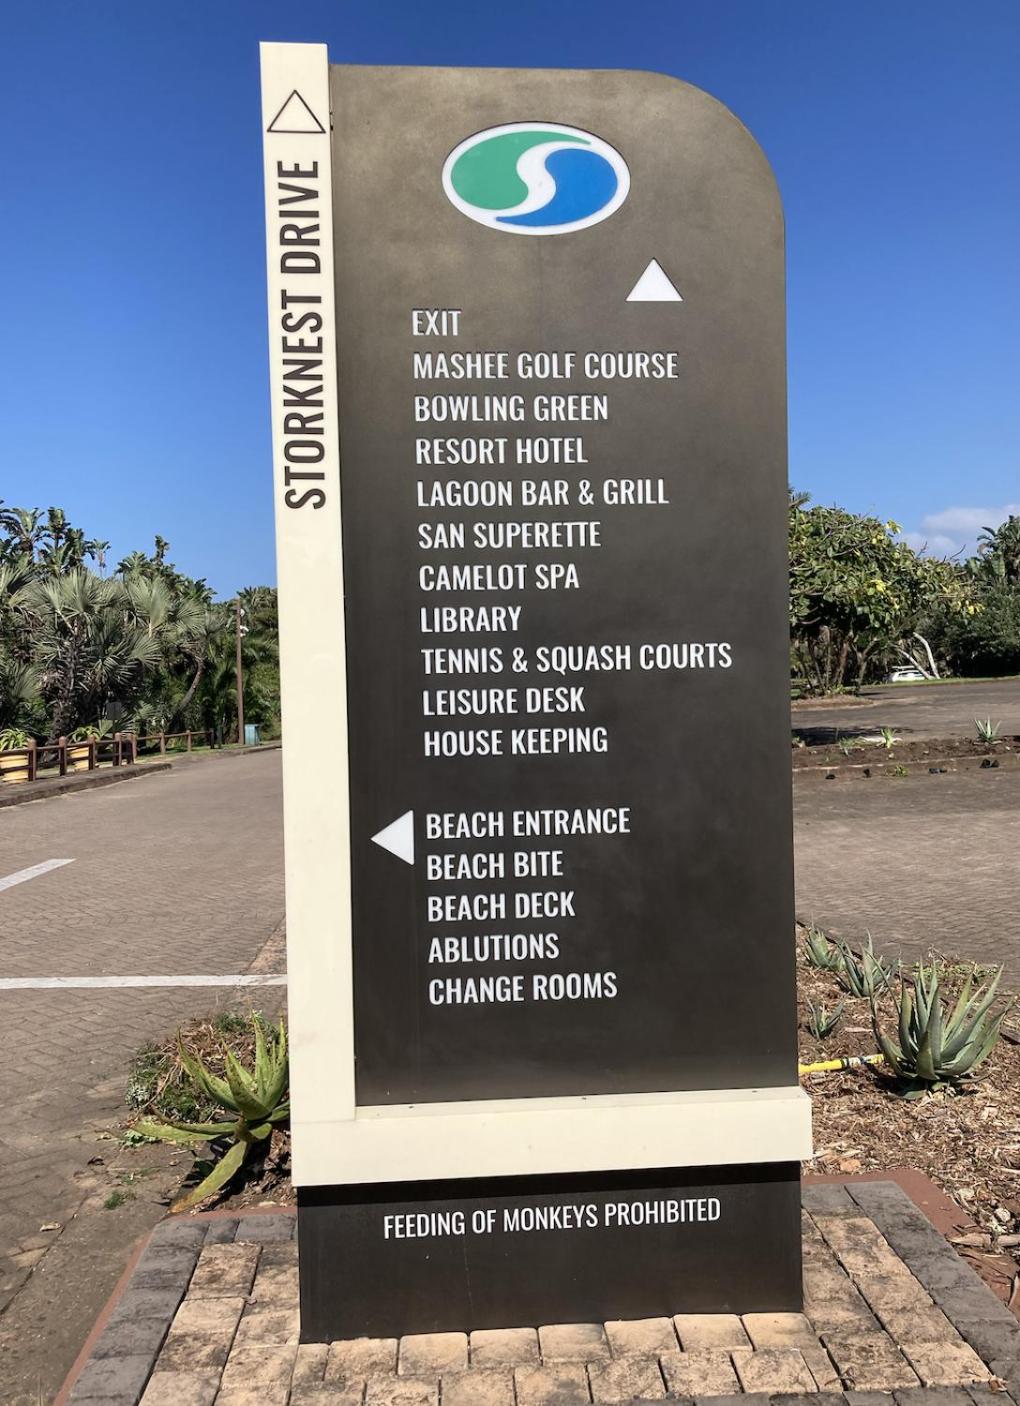 STORKNEST DRIVE
EXIT
MASHEE GOLF COURSE
BOWLING GREEN
RESORT HOTEL
LAGOON BAR & GRILL
SAN SUPERETTE
CAMELOT SPA
LIBRARY
TENNIS & SQUASH COURTS
LEISURE DESK
HOUSE KEEPING
BEACH ENTRANCE
BEACH BITE
BEACH DECK
ABLUTIONS
CHANGE ROOMS
FEEDING OF MONKEYS PROHIBITED